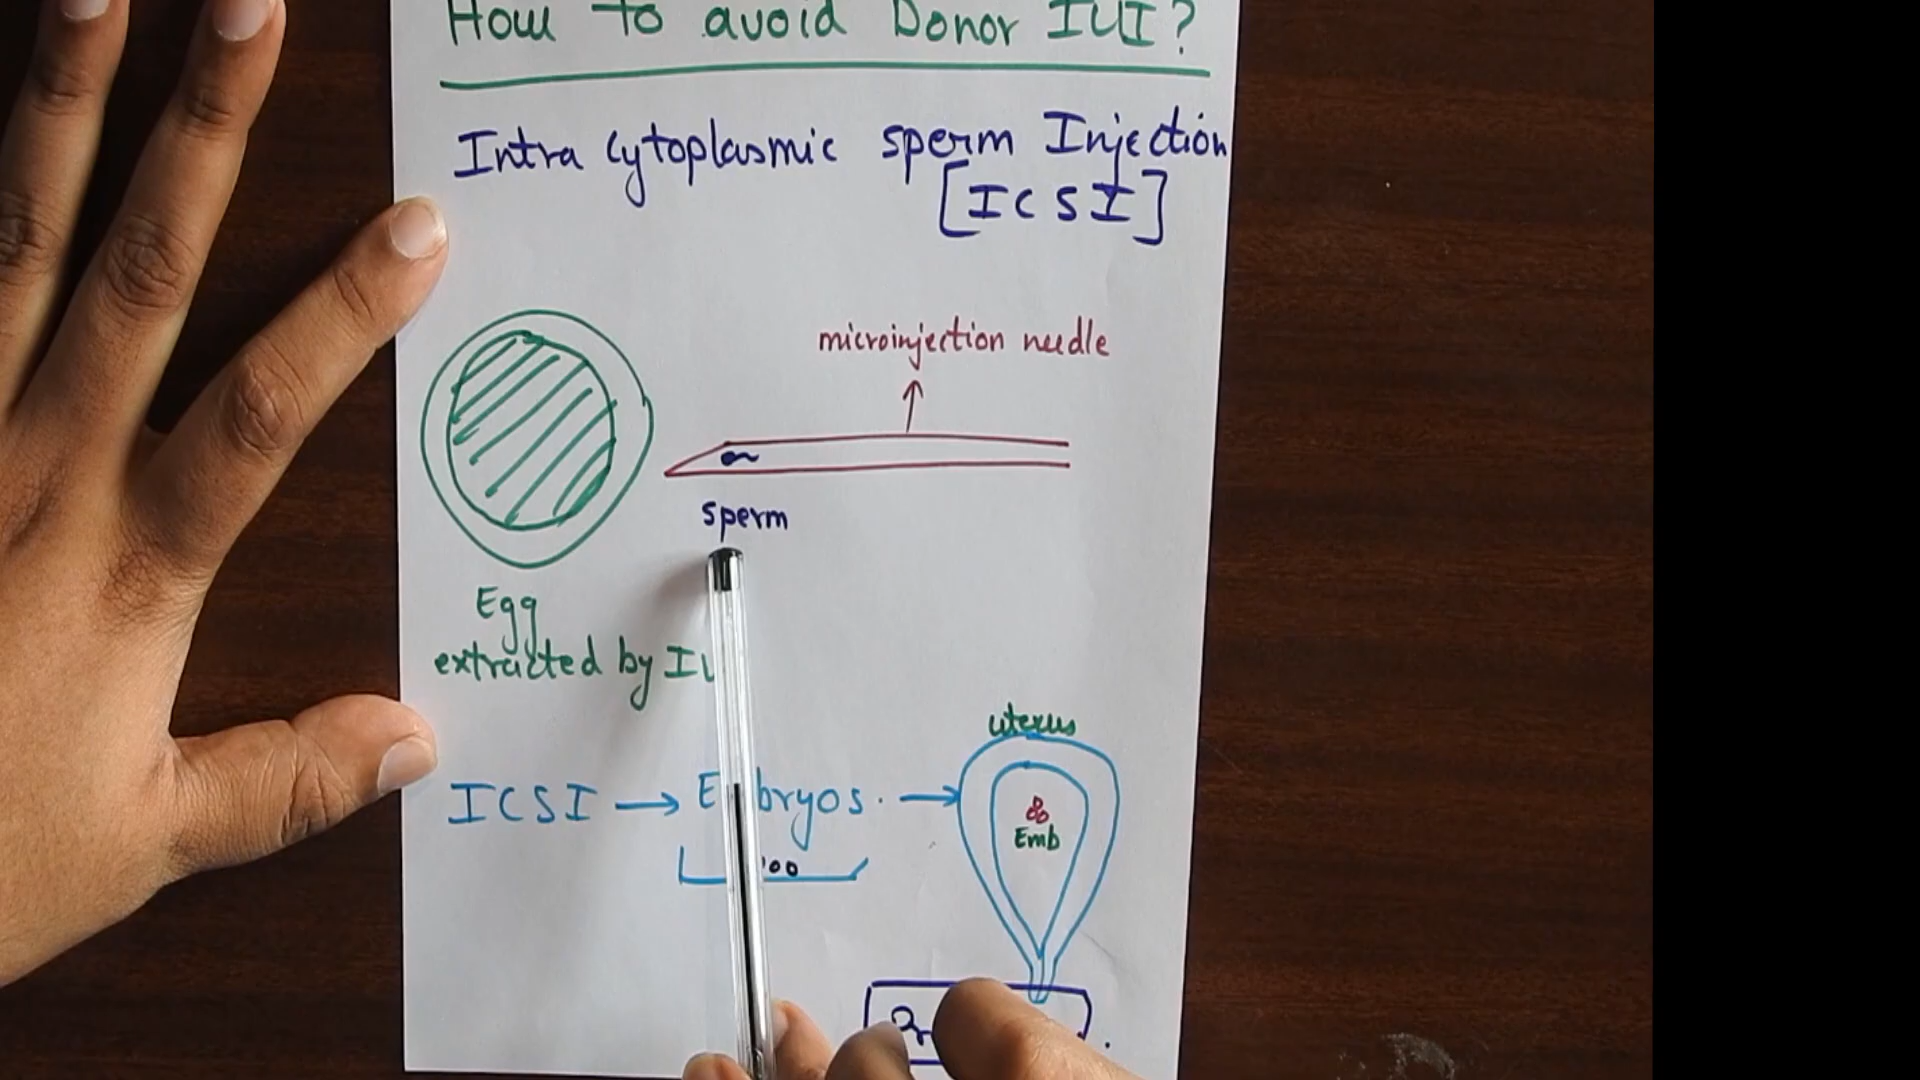 How to avoid Donor IUI?
Intra Cytoplasmic sperm Injection
[ICSI]
microinjection needle
sperm
Egg
extracted by
uterus
ICSI → Embryos. →
Emb